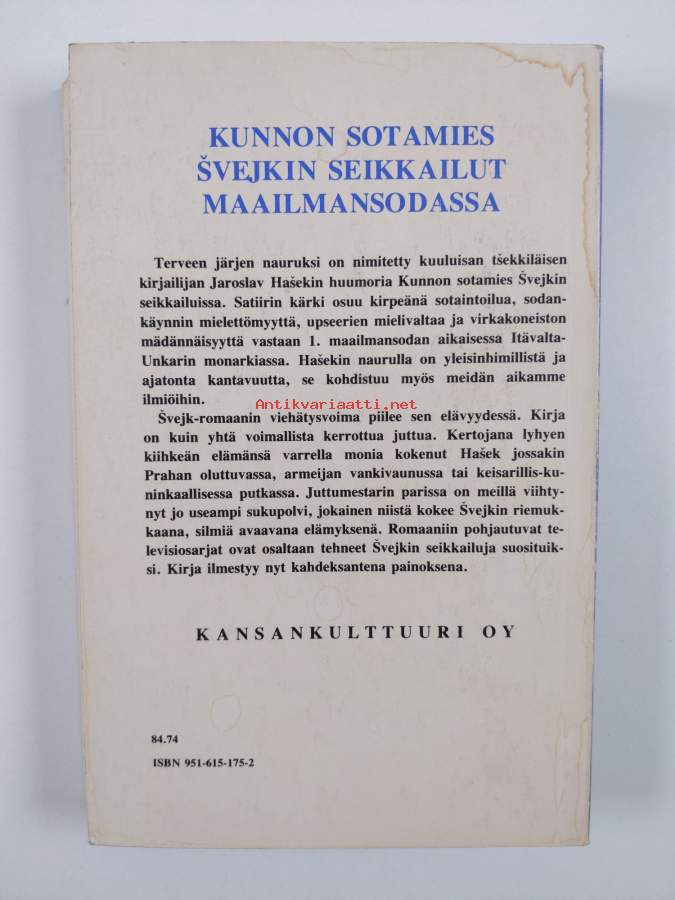 KUNNON SOTAMIES
ŠVEJKIN SEIKKAILUT
MAAILMANSODASSA
Terveen järjen nauruksi on nimitetty kuuluisan tšekkiläisen
kirjailijan Jaroslav Hašekin huumoria Kunnon sotamies Švejkin
seikkailuissa. Satiirin kärki osuu kirpeänä sotaintoilua, sodan-
käynnin mielettömyyttä, upseerien mielivaltaa ja virkakoneiston
mädännäisyyttä vastaan 1. maailmansodan aikaisessa Itävalta-
Unkarin monarkiassa. Hašekin naurulla on yleisinhimillistä ja
ajatonta kantavuutta, se kohdistuu myös meidän aikamme
ilmiöihin.
Antikvariaatti.net
Švejk-romaanin viehätysvoima piilee sen elävyydessä. Kirja
on kuin yhtä voimallista kerrottua juttua. Kertojana lyhyen
kiihkeän elämänsä varrella monia kokenut Hašek jossakin
Prahan oluttuvassa, armeijan vankivaunussa tai keisarillis-ku-
ninkaallisessa putkassa. Juttumestarin parissa on meillä viihty-
nyt jo useampi sukupolvi, jokainen niistä kokee Švejkin riemuk-
kaana, silmiä avaavana elämyksenä. Romaaniin pohjautuvat te-
levisiosarjat ovat osaltaan tehneet Švejkin seikkailuja suosituik-
si. Kirja ilmestyy nyt kahdeksantena painoksena.
KANSANKULTTUURI OY
84.74
ISBN 951-615-175-2